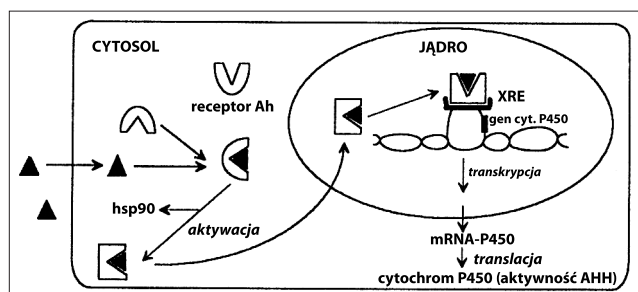 CYTOSOL
JĄDRO
receptor Ah
XRE
gen cyt. P450
transkrypcja
hsp90
aktywacja
mRNA-P450
translacja
cytochrom P450 (aktywność AHH)